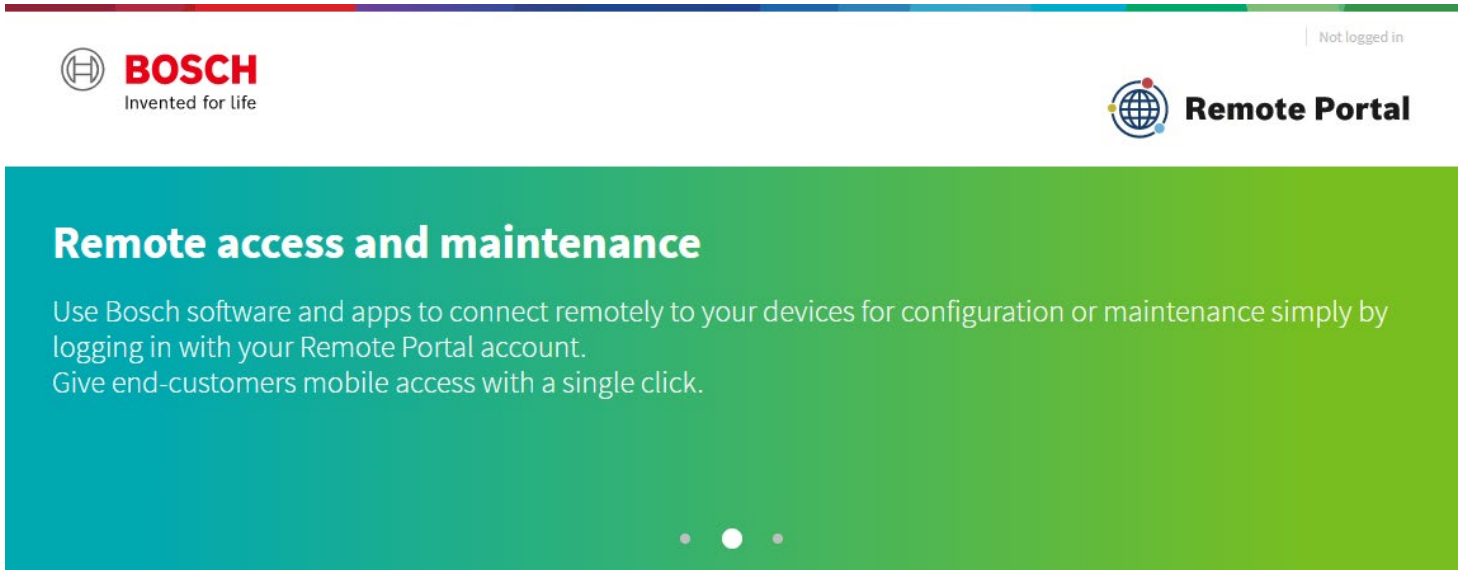 Not logged in
BOSCH
Invented for life
Remote Portal
Remote access and maintenance
Use Bosch software and apps to connect remotely to your devices for configuration or maintenance simply by
logging in with your Remote Portal account.
Give end-customers mobile access with a single click.